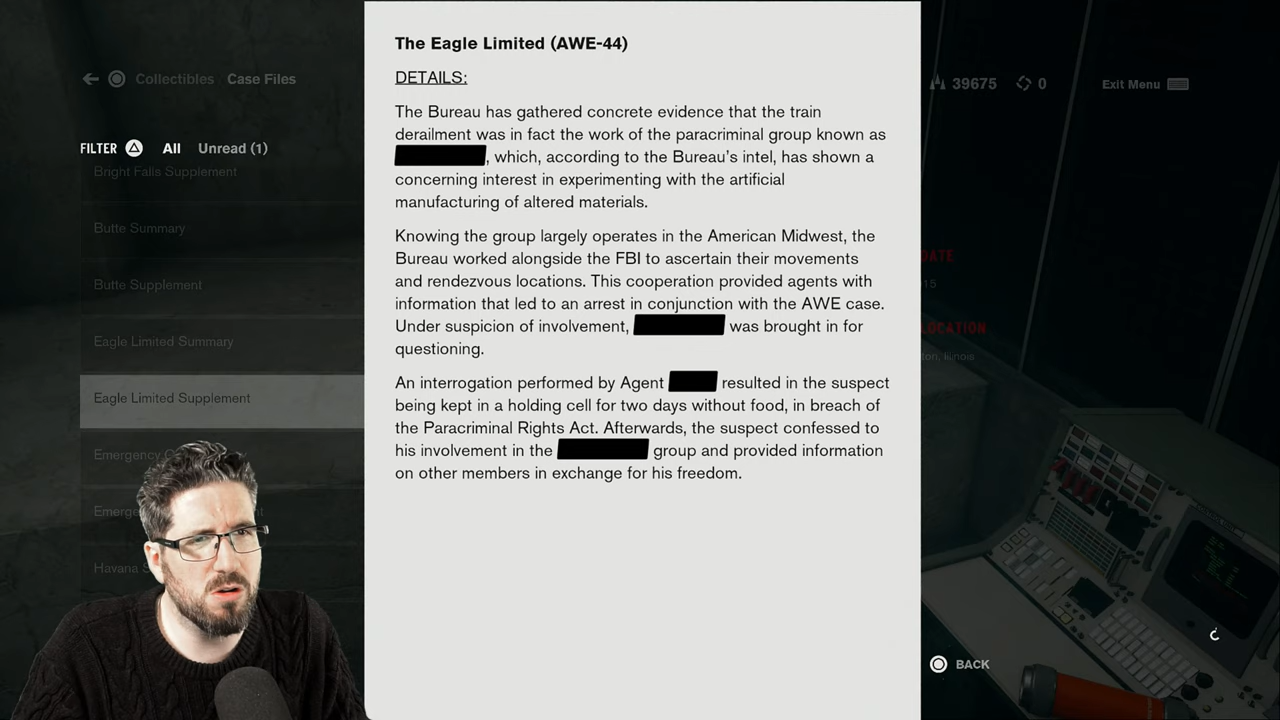 The Eagle Limited (AWE-44)
DETAILS:
The Bureau has gathered concrete evidence that the train
derailment was in fact the work of the paracriminal group known as
, which, according to the Bureau's intel, has shown a
concerning interest in experimenting with the artificial
manufacturing of altered materials.
Knowing the group largely operates in the American Midwest, the
Bureau worked alongside the FBI to ascertain their movements
and rendezvous locations. This cooperation provided agents with
information that led to an arrest in conjunction with the AWE case.
Under suspicion of involvement, was brought in for
questioning.
An interrogation performed by Agent resulted in the suspect
being kept in a holding cell for two days without food, in breach of
the Paracriminal Rights Act. Afterwards, the suspect confessed to
his involvement in the group and provided information
on other members in exchange for his freedom.
Collectibles Case Files
FILTER All Unread (1)
Bright Falls Supplement
Butte Summary
Butte Supplement
Eagle Limited Summary
Eagle Limited Supplement
Havana
39675 0 Exit Menu
LOCATION
Illinois
BACK